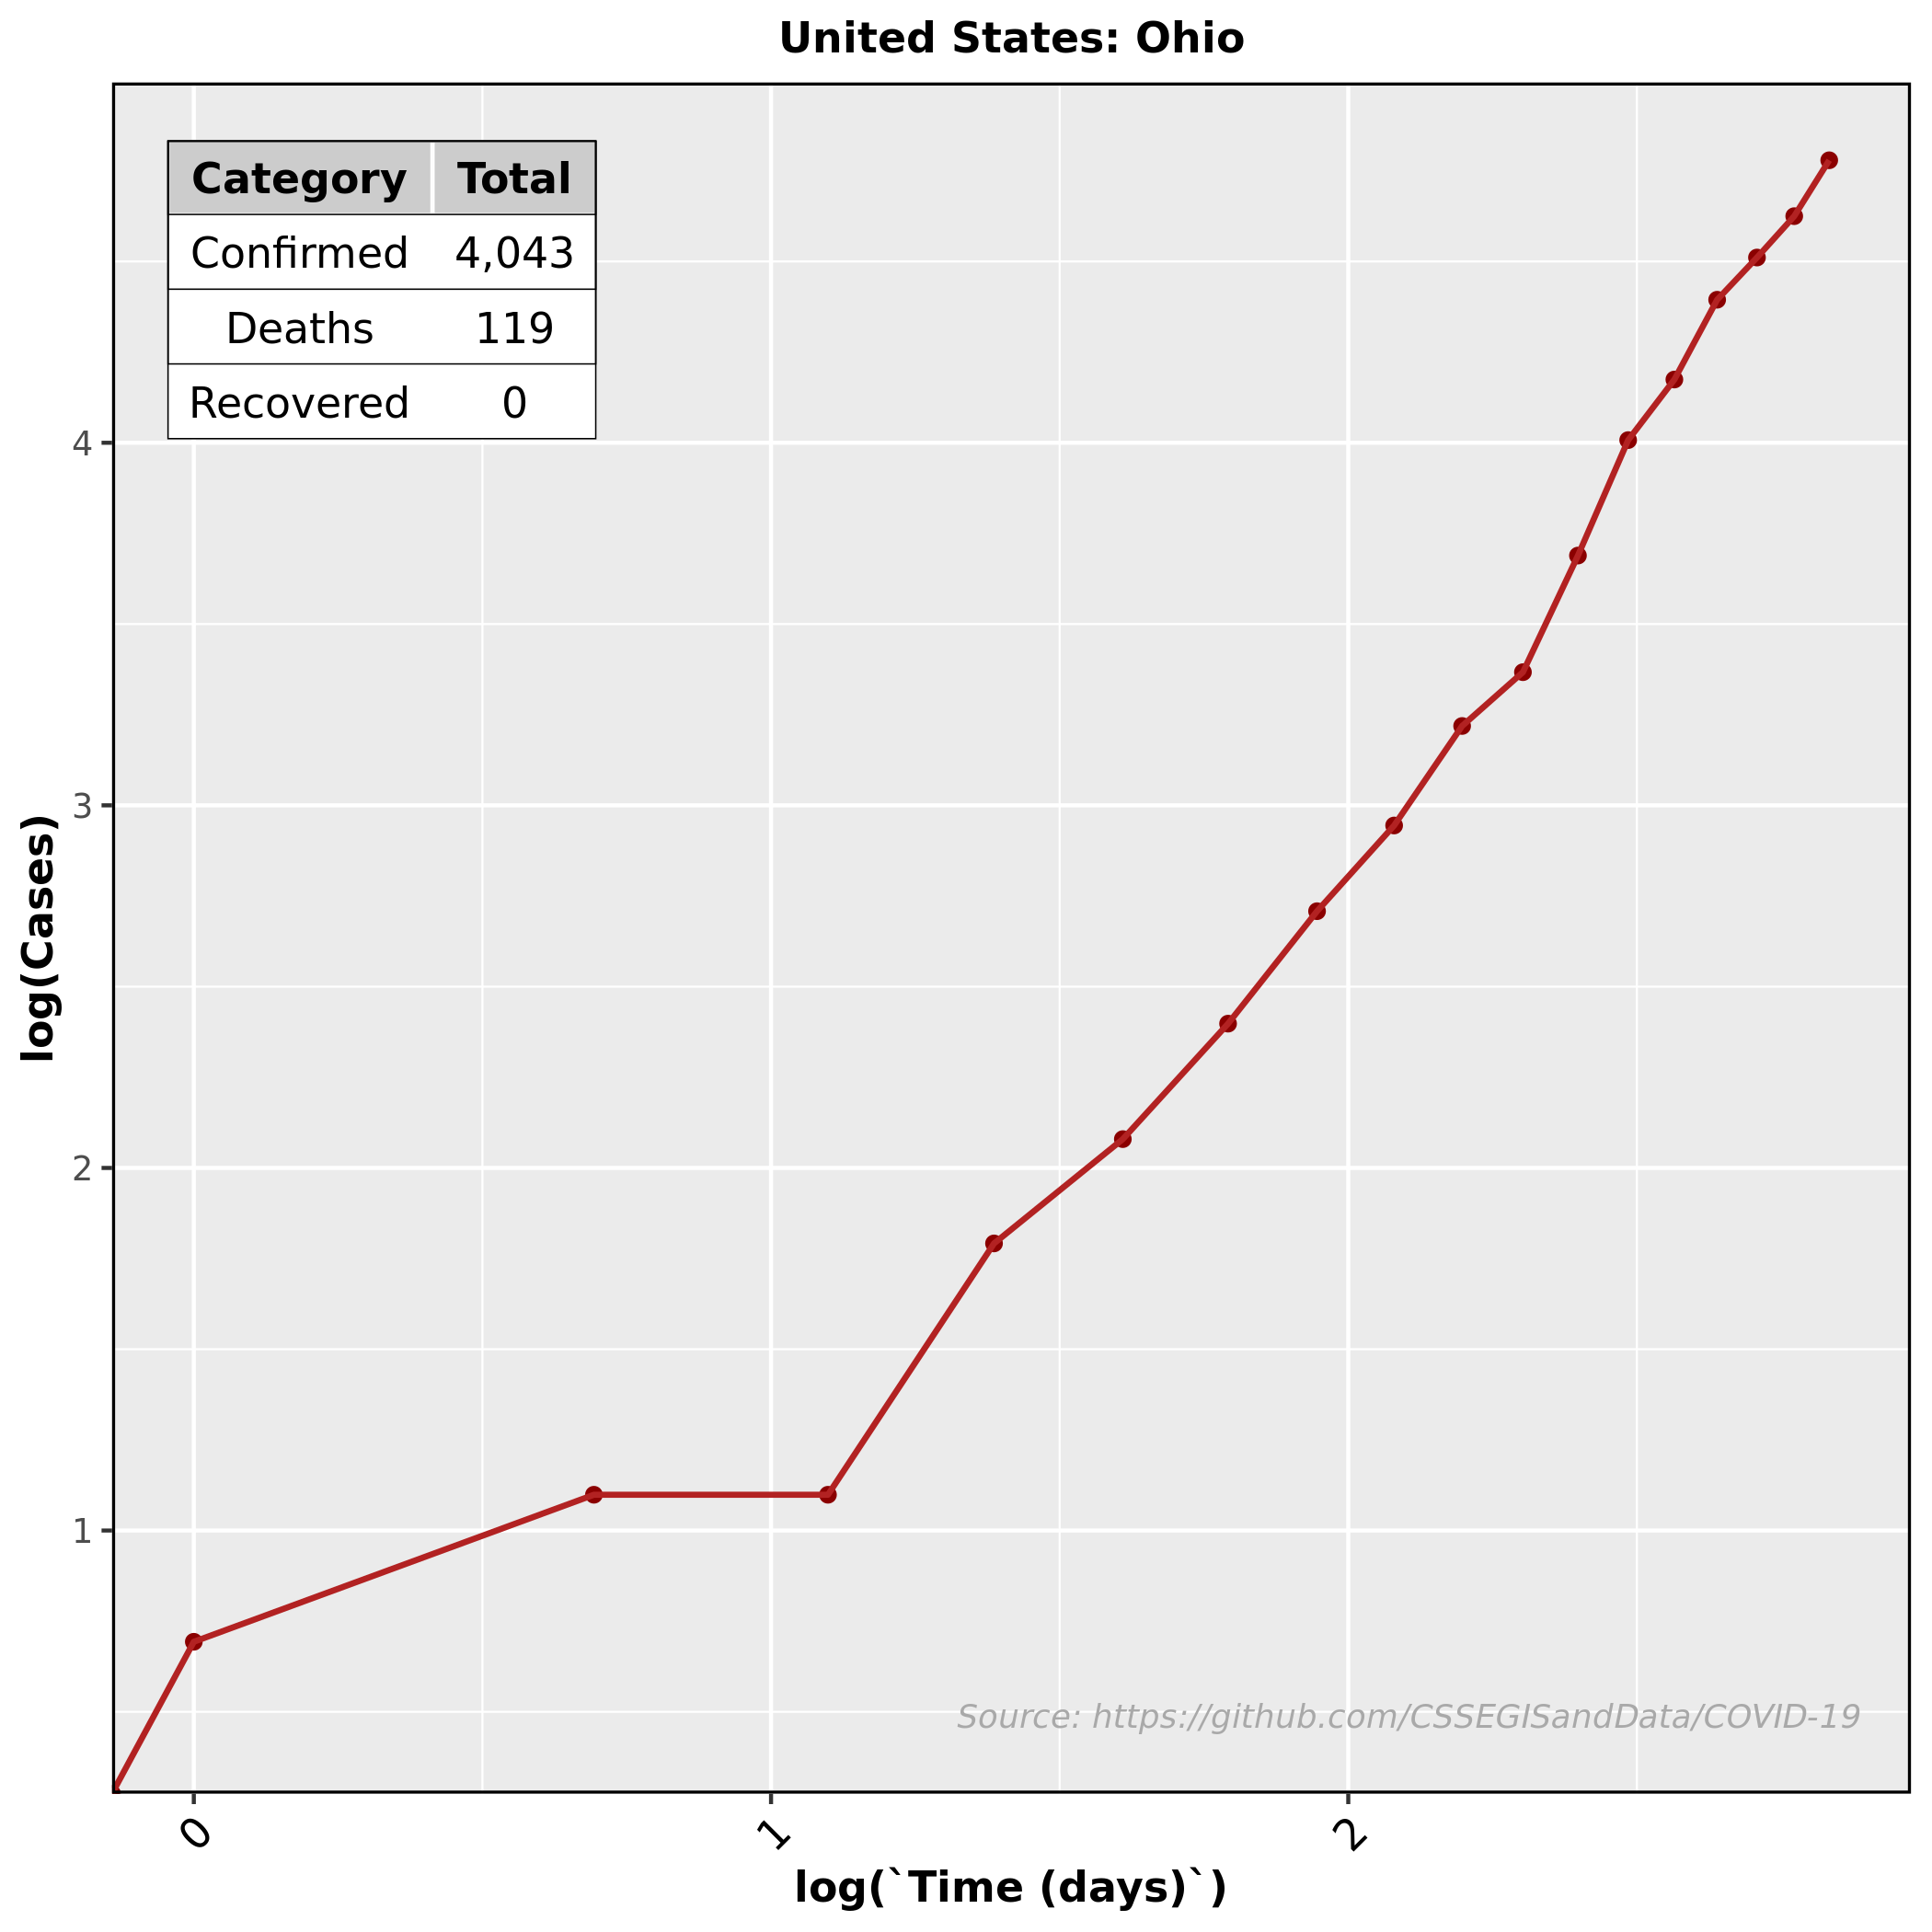 United States: Ohio
Category Total
Confirmed 4,043
Deaths 119
Recovered 0
4
3
2
1
log(Cases)
Source: https://github.com/CSSEGISandData/COVID-19
0 1 2
log(`Time (days)`)